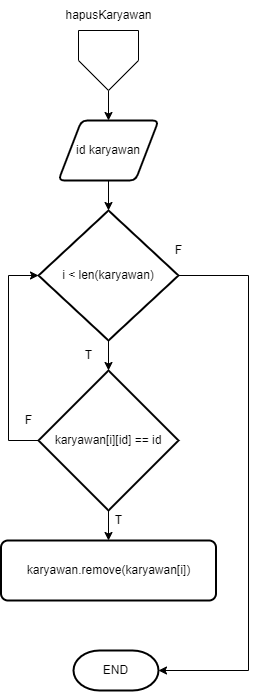 hapusKaryawan
id karyawan
i < len(karyawan)
F
T
karyawan[i][id] == id
F
T
karyawan.remove(karyawan[i])
END